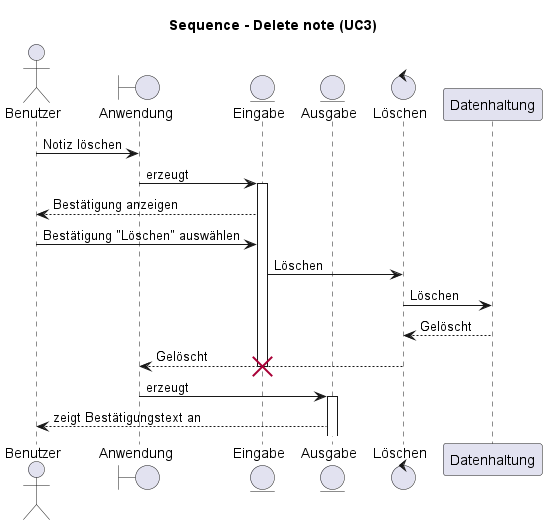 Sequence - Delete note (UC3)
Benutzer Anwendung Eingabe Ausgabe Löschen Datenhaltung
Notiz löschen
erzeugt
Bestätigung anzeigen
Bestätigung "Löschen" auswählen
Löschen
Löschen
Gelöscht
Gelöscht
erzeugt
zeigt Bestätigungstext an
Benutzer Anwendung Eingabe Ausgabe Löschen Datenhaltung